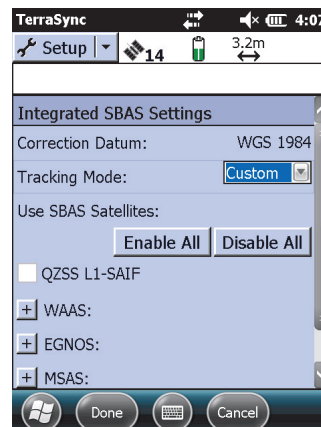 TerraSync 4:07
Setup 14 3.2m
Integrated SBAS Settings
Correction Datum: WGS 1984
Tracking Mode: Custom
Use SBAS Satellites:
Enable All Disable All
QZSS L1-SAIF
+ WAAS:
+ EGNOS:
+ MSAS:
Done Cancel